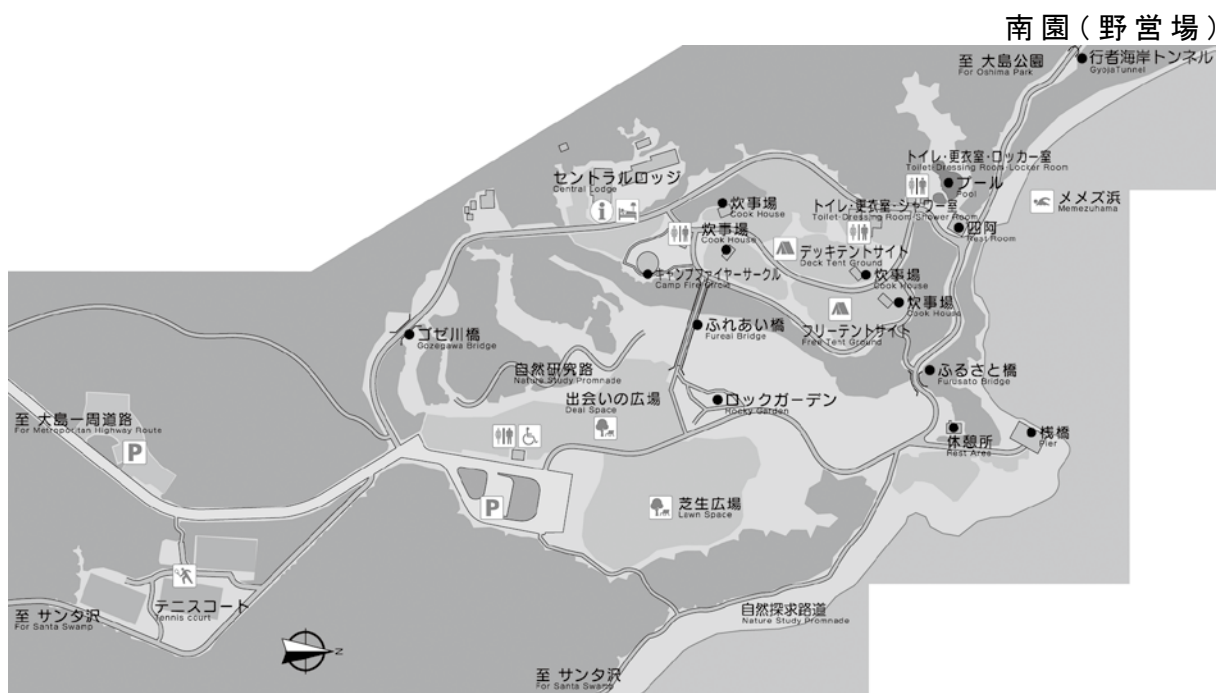 南園(野営場)
至 大島公園
For Oshima Park
行者海岸トンネル
GyojaTunnel
トイレ・更衣室・ロッカー室
Toilet・Dressing Room・Locker Room
プール
Pool
セントラルロッジ
Central Lodge
i
炊事場
Cook House
トイレ・更衣室・シャワー室
Toilet・Dressing Room・Shower Room
メメズ浜
Memezuhama
四阿
Rest Room
炊事場
Cook House
デッキテントサイト
Deck Tent Ground
キャンプファイヤーサークル
Camp Fire Circle
炊事場
Cook House
炊事場
Cook House
ゴゼ川橋
Gozegawa Bridge
ふれあい橋
Fureai Bridge
フリーテントサイト
Free Tent Ground
自然研究路
Nature Study Promnade
ふるさと橋
Furusato Bridge
出会いの広場
Deai Space
ロックガーデン
Rocky Garden
至 大島一周道路
For Metroporitan Highway Route
P
休憩所
Rest Area
桟橋
Pier
P
芝生広場
Lawn Space
テニスコート
Tennis court
至 サンタ沢
For Santa Swamp
自然探求路道
Nature Study Promnade
N
至 サンタ沢
For Santa Swamp